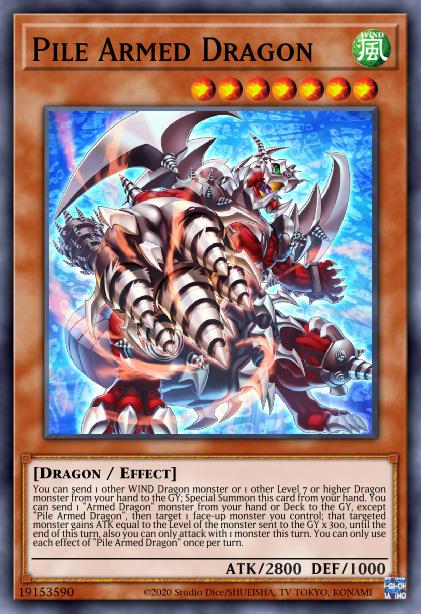 PILE ARMED DRAGON
WIND
風
[DRAGON / EFFECT]
You can send 1 other WIND Dragon monster or 1 other Level 7 or higher Dragon
monster from your hand to the GY; Special Summon this card from your hand. You
can send 1 "Armed Dragon" monster from your hand or Deck to the GY, except
"Pile Armed Dragon", then target 1 face-up monster you control; that targeted
monster gains ATK equal to the Level of the monster sent to the GY x 300, until the
end of this turn, also you can only attack with 1 monster this turn. You can only use
each effect of "Pile Armed Dragon" once per turn.
ATK/2800 DEF/1000
19153590
©2020 Studio Dice/SHUEISHA, TV TOKYO, KONAMI